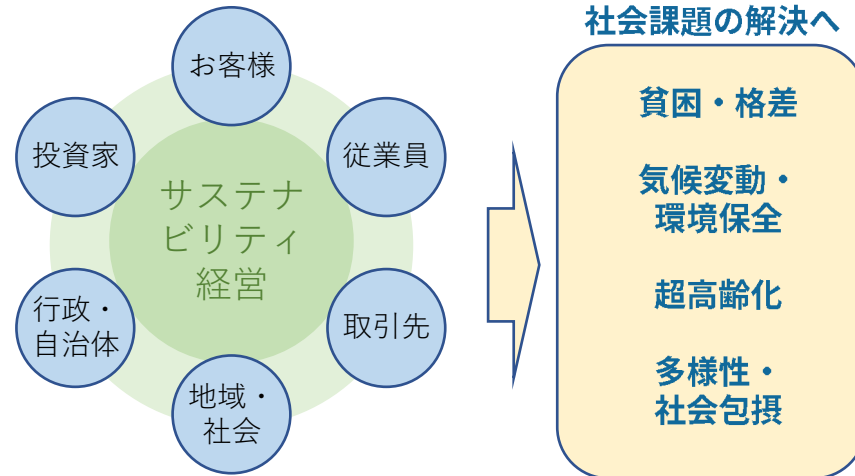 お客様
投資家
従業員
サステナ
ビリティ
経営
行政・
自治体
取引先
地域・
社会
社会課題の解決へ
貧困・格差
気候変動・
環境保全
超高齢化
多様性・
社会包摂